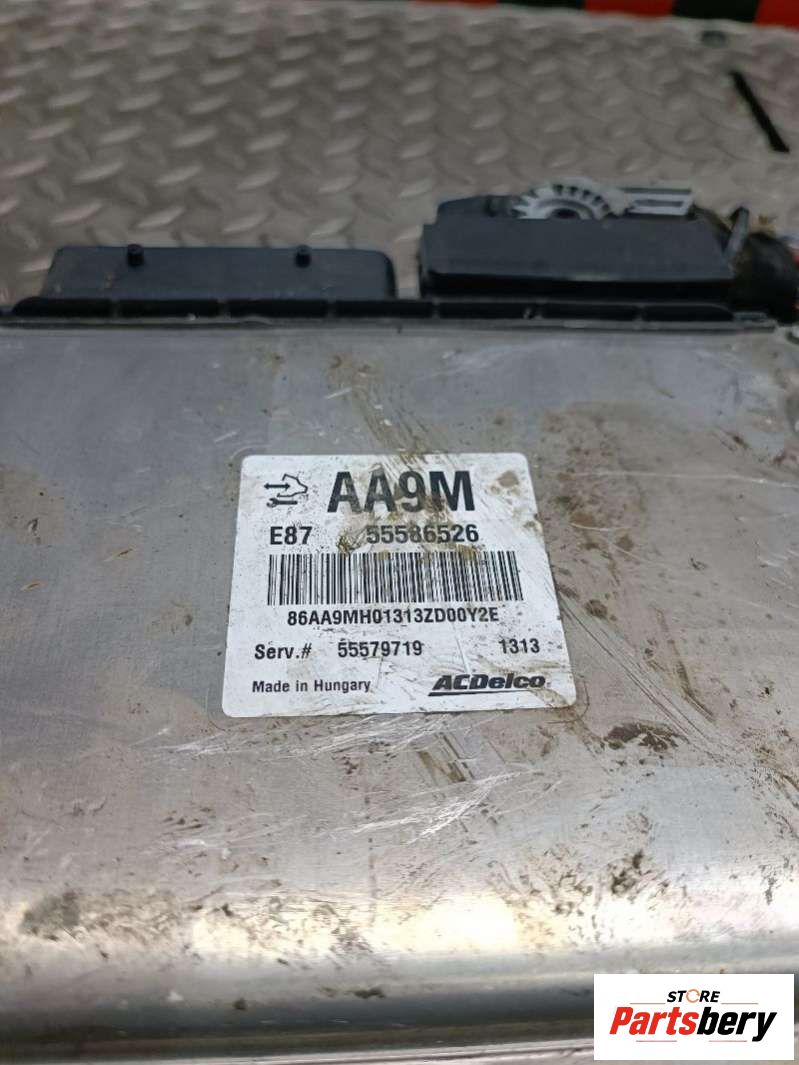 AA9M
E87 55586526
86AA9MH01313ZD00Y2E
Serv.# 55579719 1313
Made in Hungary ACDelco
STORE
Partsbery